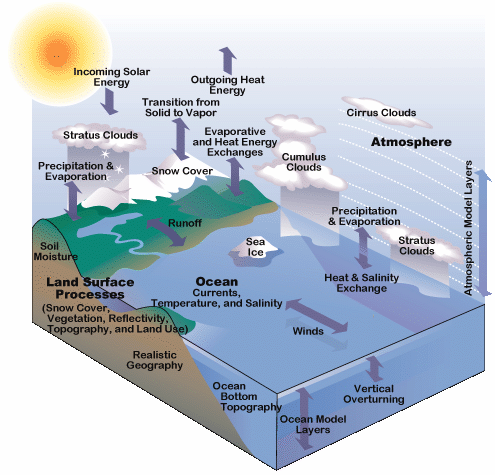 Incoming Solar
Energy
Outgoing Heat
Energy
Transition from
Solid to Vapor
Cirrus Clouds
Stratus Clouds
Evaporative
and Heat Energy
Exchanges
Atmosphere
Cumulus
Clouds
Precipitation &
Evaporation
Snow Cover
Atmospheric Model Layers
Precipitation
& Evaporation
Runoff
Stratus
Clouds
Soil
Moisture
Sea
Ice
Heat & Salinity
Exchange
Land Surface
Processes
(Snow Cover,
Vegetation, Reflectivity,
Topography, and Land Use)
Ocean
Currents,
Temperature, and Salinity
Winds
Realistic
Geography
Ocean
Bottom
Topography
Vertical
Overturning
Ocean Model
Layers